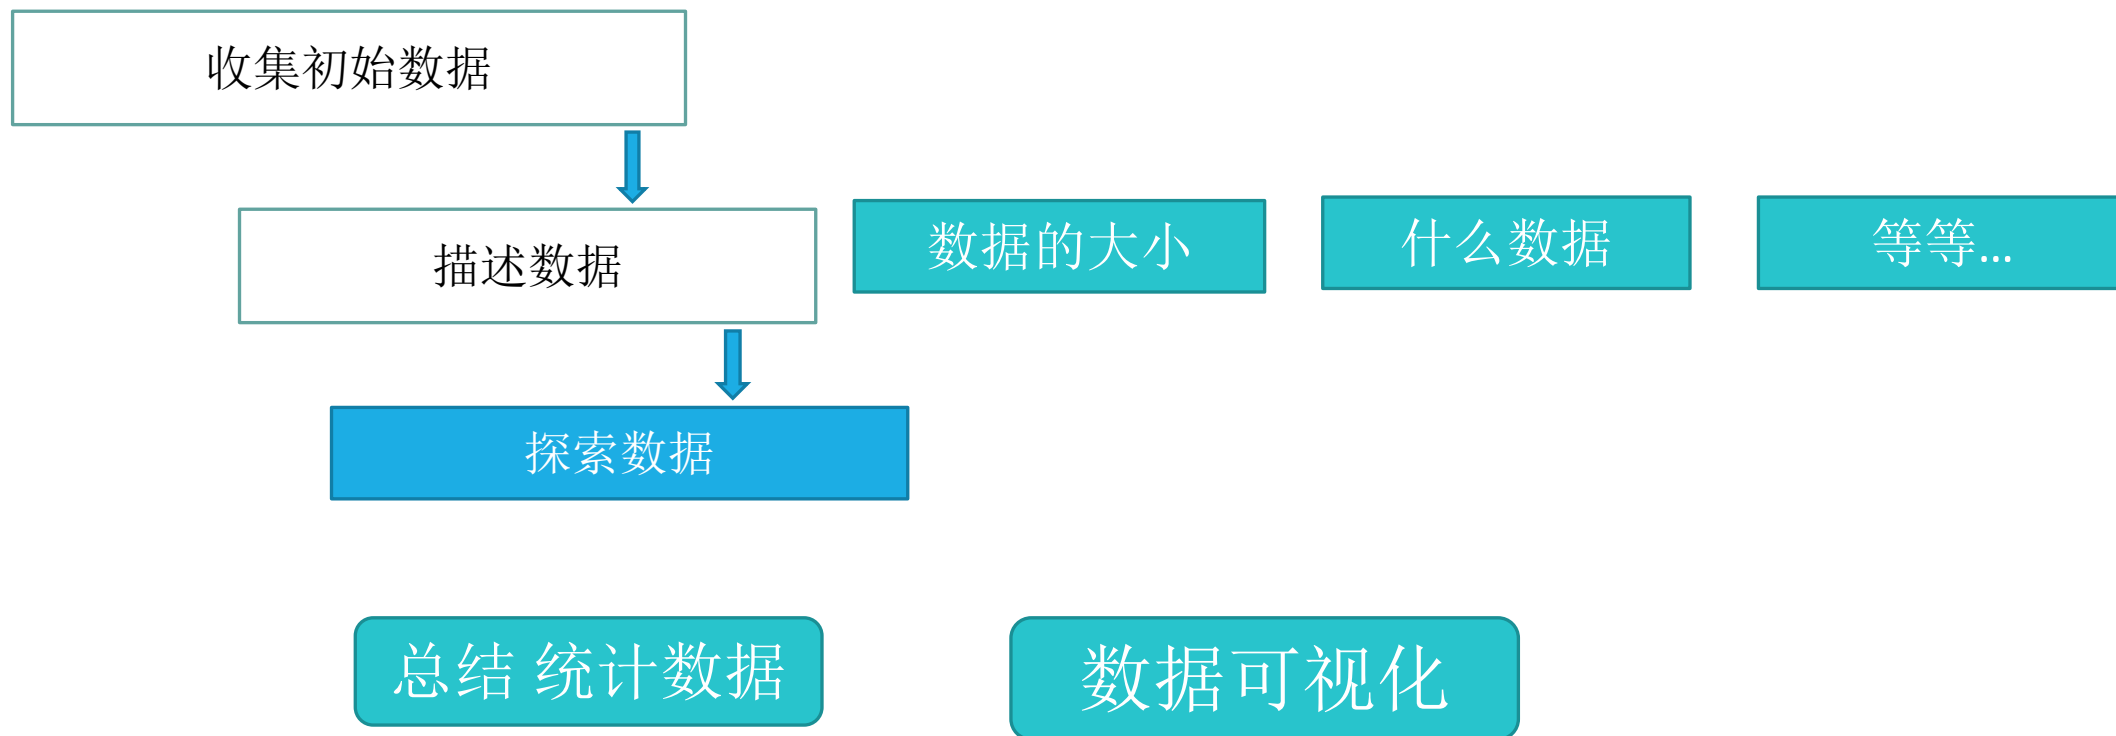 收集初始数据
描述数据
数据的大小
什么数据
等等...
探索数据
总结 统计数据
数据可视化